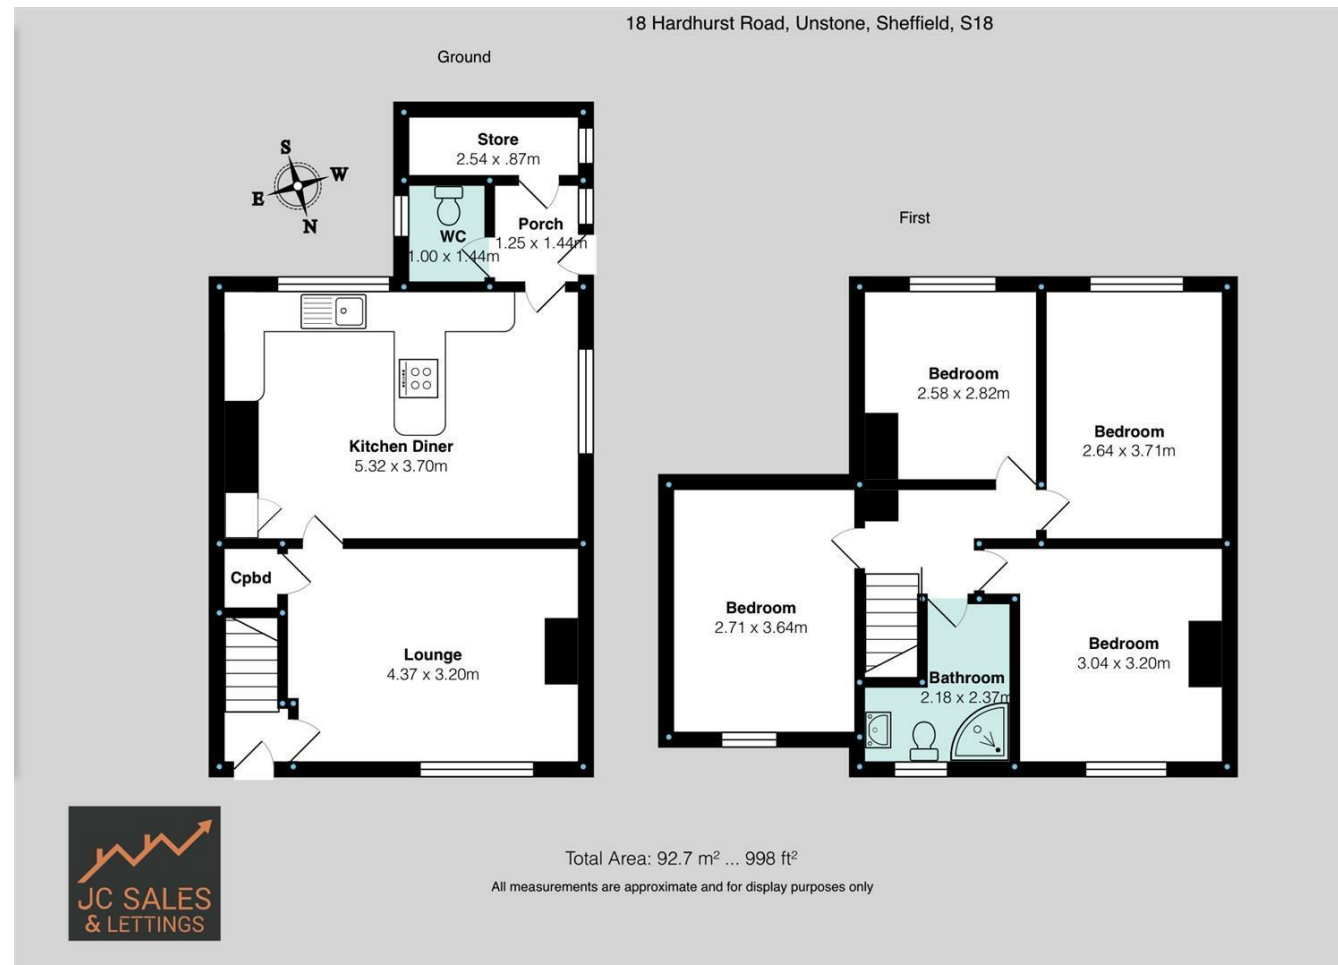 18 Hardhurst Road, Unstone, Sheffield, S18
Ground
S
W
E
N
Store
2.54 x .87m
WC
1.00 x 1.44m
Porch
1.25 x 1.44m
Kitchen Diner
5.32 x 3.70m
Cpbd
Lounge
4.37 x 3.20m
First
Bedroom
2.58 x 2.82m
Bedroom
2.64 x 3.71m
Bedroom
2.71 x 3.64m
Bathroom
2.18 x 2.37m
Bedroom
3.04 x 3.20m
JC SALES
& LETTINGS
Total Area: 92.7 m² ... 998 ft²
All measurements are approximate and for display purposes only